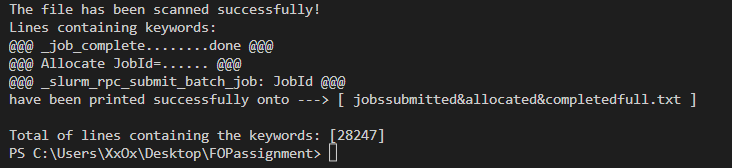 The file has been scanned successfully!
Lines containing keywords:
@@@ _job_complete........done @@@
@@@ Allocate JobId=...... @@@
@@@ _slurm_rpc_submit_batch_job: JobId @@@
have been printed successfully onto ---> [ jobssubmitted&allocated&completedfull.txt ]
Total of lines containing the keywords: [28247]
PS C:\Users\XxOx\Desktop\FOPassignment>